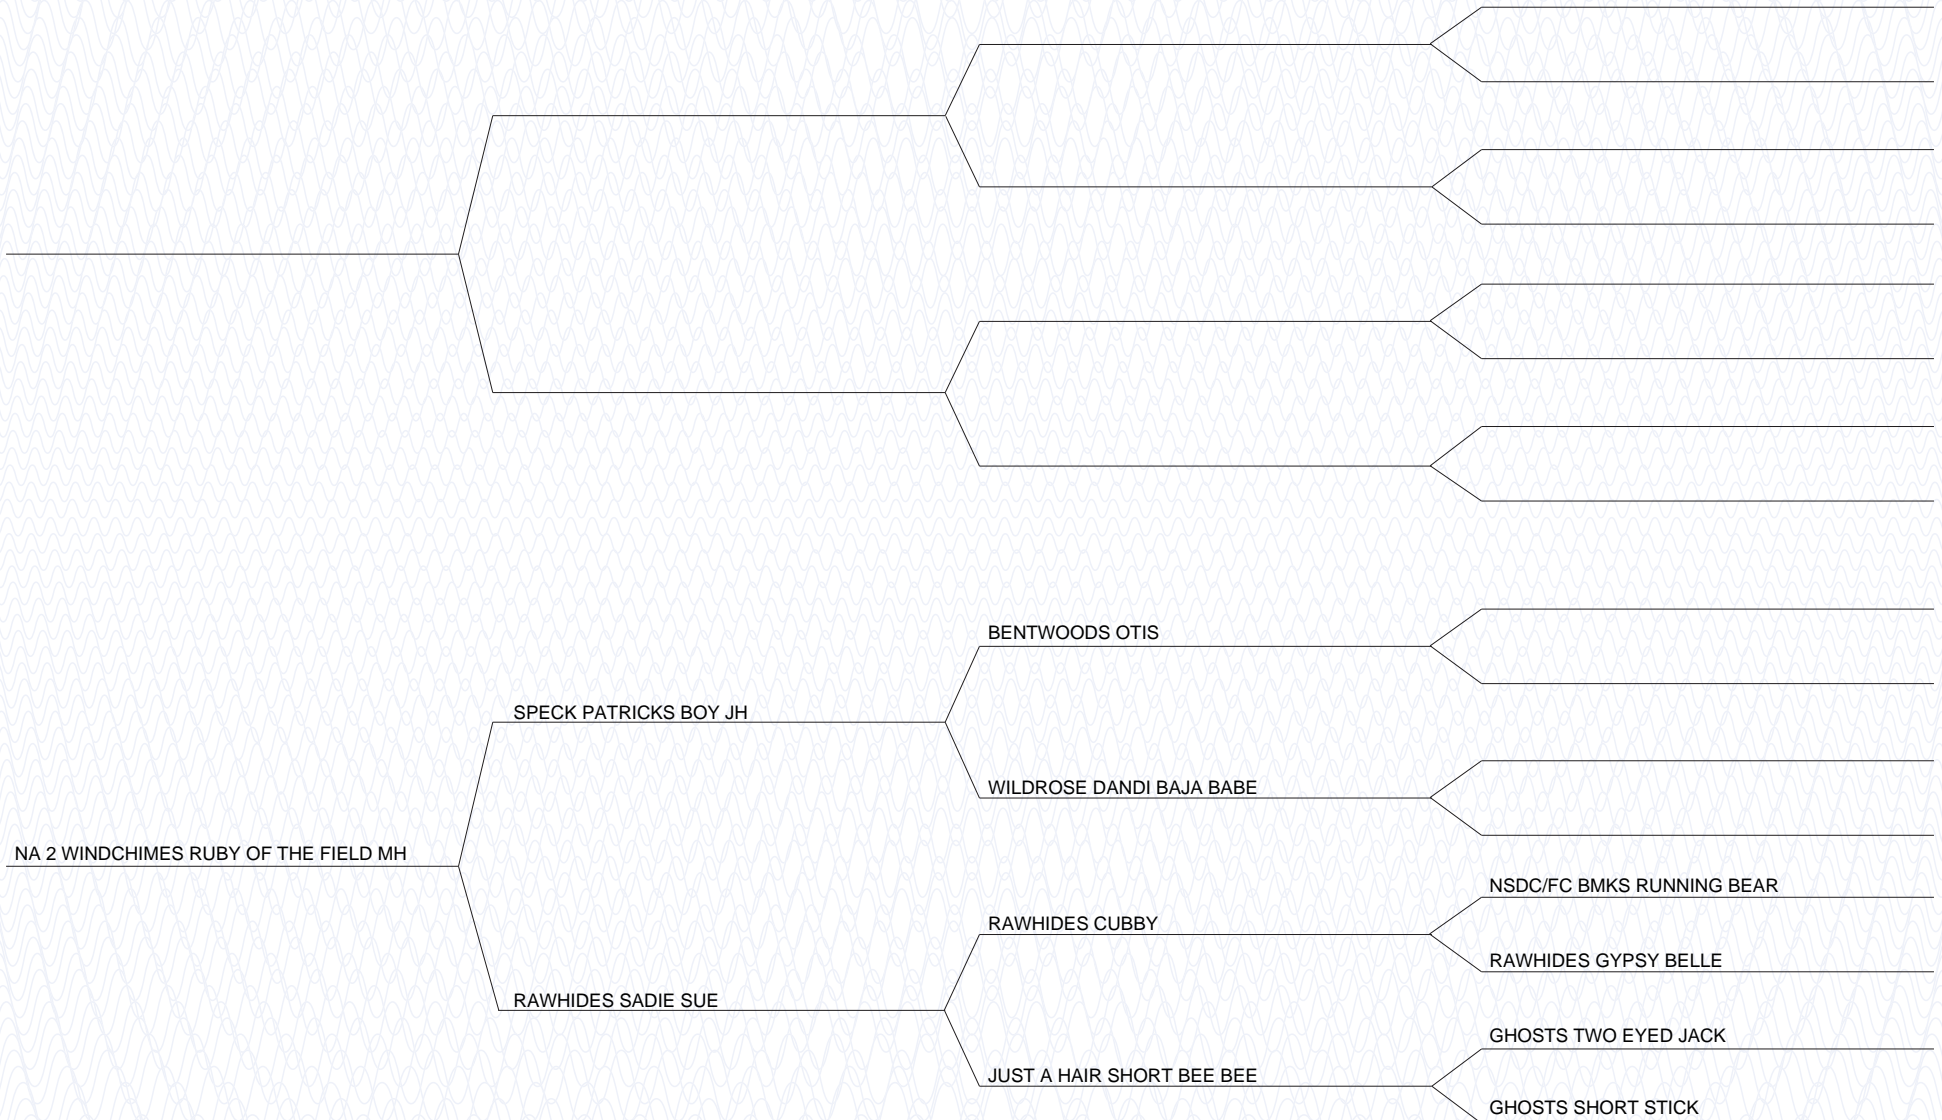 BENTWOODS OTIS
SPECK PATRICKS BOY JH
WILDROSE DANDI BAJA BABE
NA 2 WINDCHIMES RUBY OF THE FIELD MH
NSDC/FC BMKS RUNNING BEAR
RAWHIDES CUBBY
RAWHIDES GYPSY BELLE
RAWHIDES SADIE SUE
GHOSTS TWO EYED JACK
JUST A HAIR SHORT BEE BEE
GHOSTS SHORT STICK